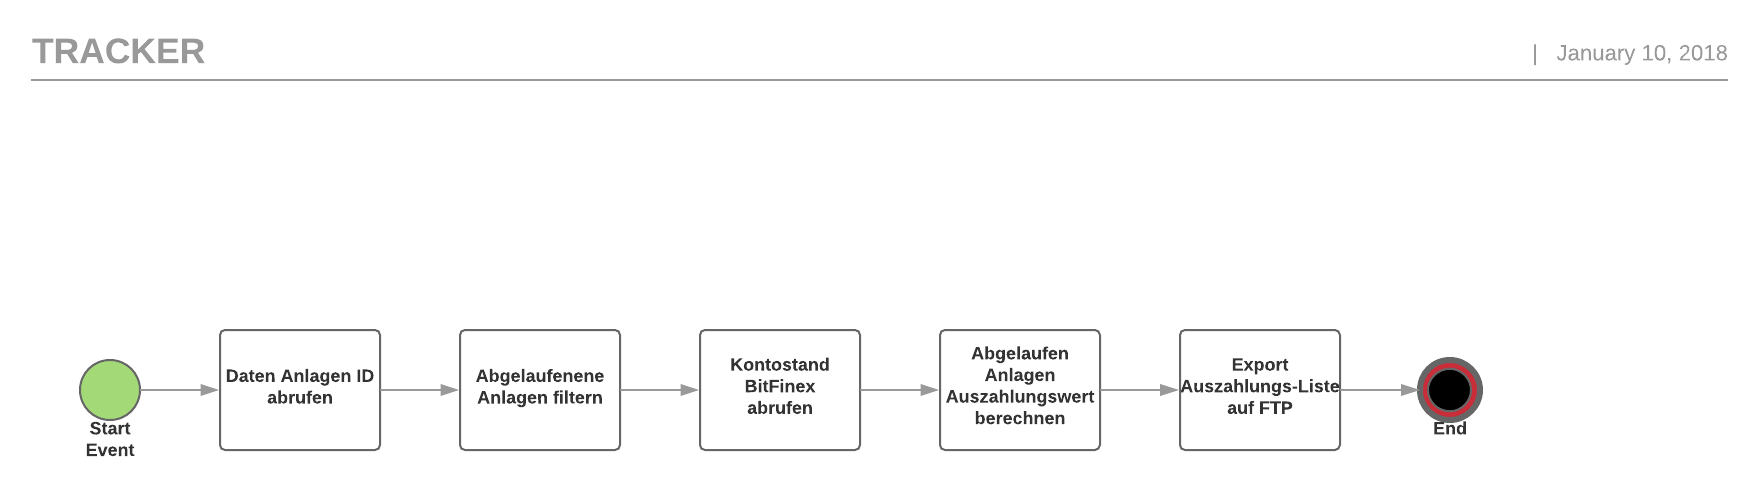 TRACKER
| January 10, 2018
Start
Event
Daten Anlagen ID
abrufen
Abgelaufenene
Anlagen filtern
Kontostand
BitFinex
abrufen
Abgelaufen
Anlagen
Auszahlungswert
berechnen
Export
Auszahlungs-Liste
auf FTP
End